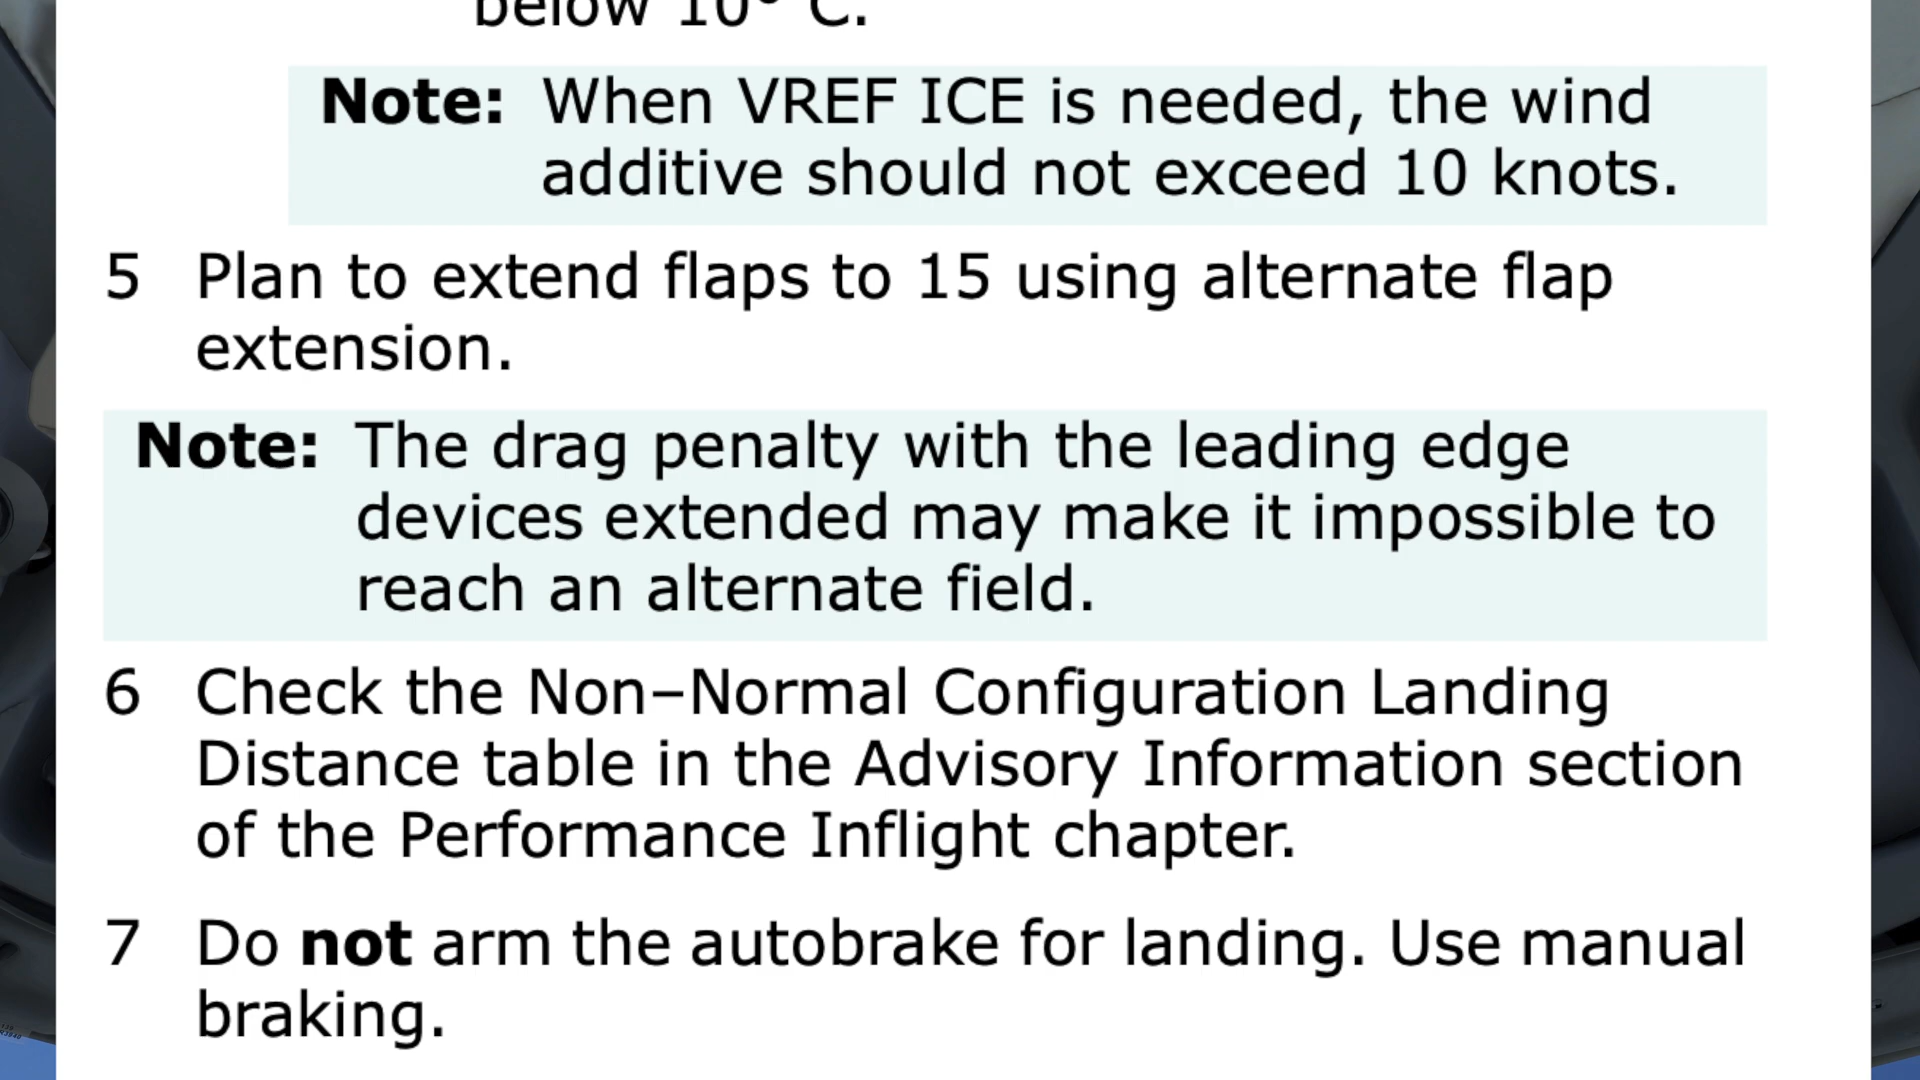 below 10° C.
Note: When VREF ICE is needed, the wind
additive should not exceed 10 knots.
5 Plan to extend flaps to 15 using alternate flap
extension.
Note: The drag penalty with the leading edge
devices extended may make it impossible to
reach an alternate field.
6 Check the Non–Normal Configuration Landing
Distance table in the Advisory Information section
of the Performance Inflight chapter.
7 Do not arm the autobrake for landing. Use manual
braking.